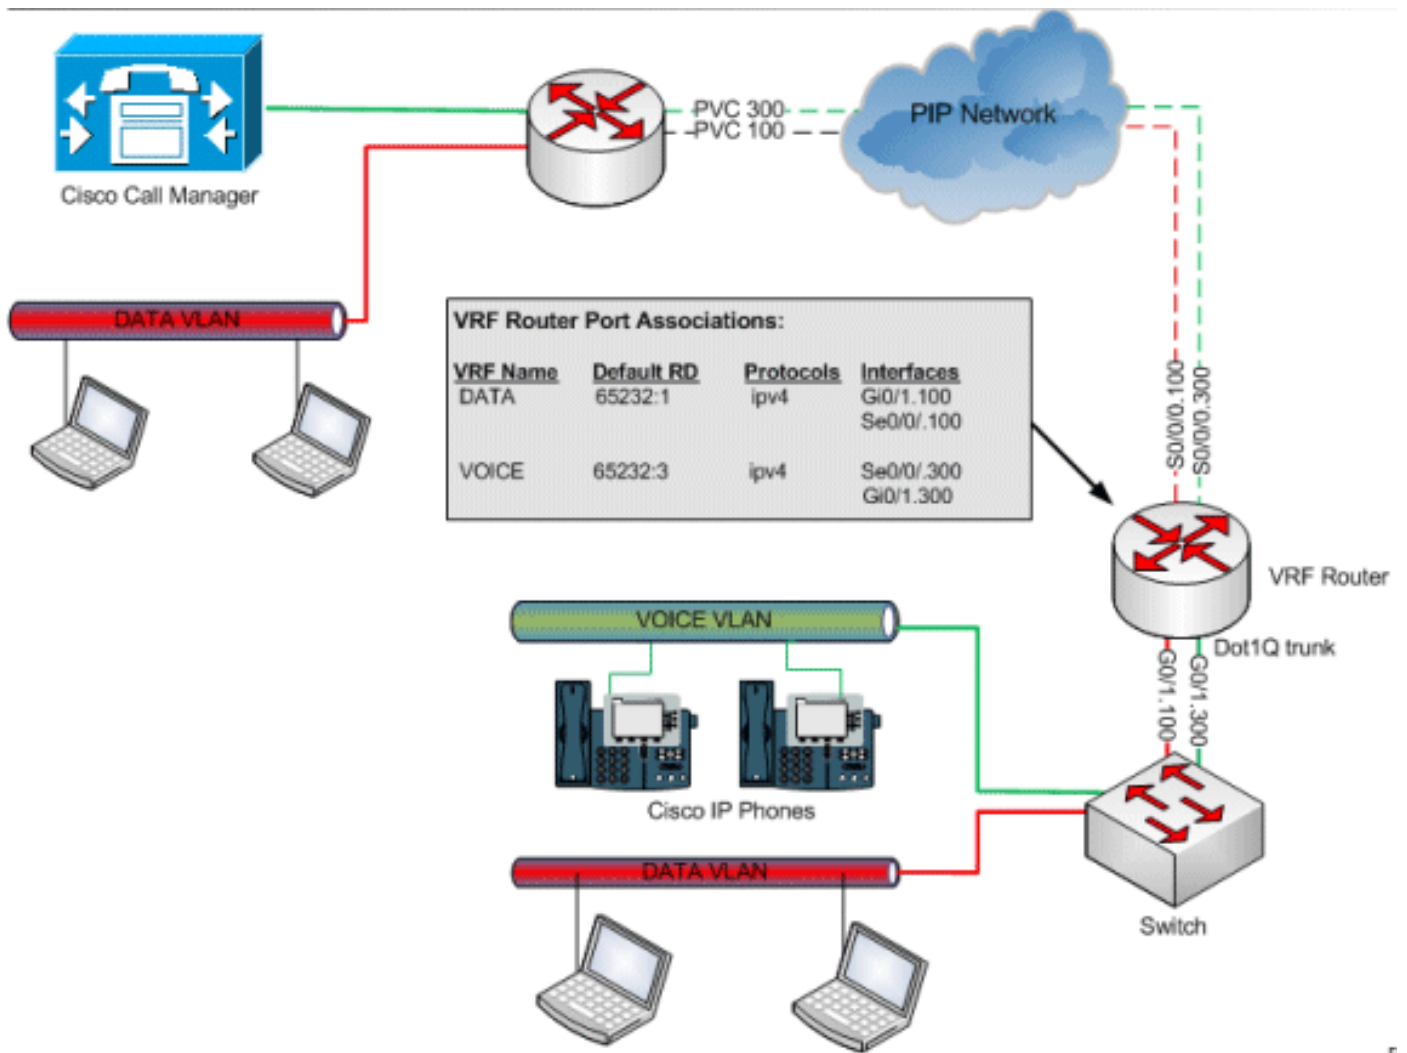 PVC 300
PVC 100
PIP Network
Cisco Call Manager
DATA VLAN
VRF Router Port Associations:
VRF Name Default RD Protocols Interfaces
DATA 65232:1 ipv4 Gi0/1.100
Se0/0/.100
VOICE 65232:3 ipv4 Se0/0/.300
Gi0/1.300
S0/0/0.100
S0/0/0.300
VRF Router
VOICE VLAN
Dot1Q trunk
G0/1.100
G0/1.300
Cisco IP Phones
DATA VLAN
Switch